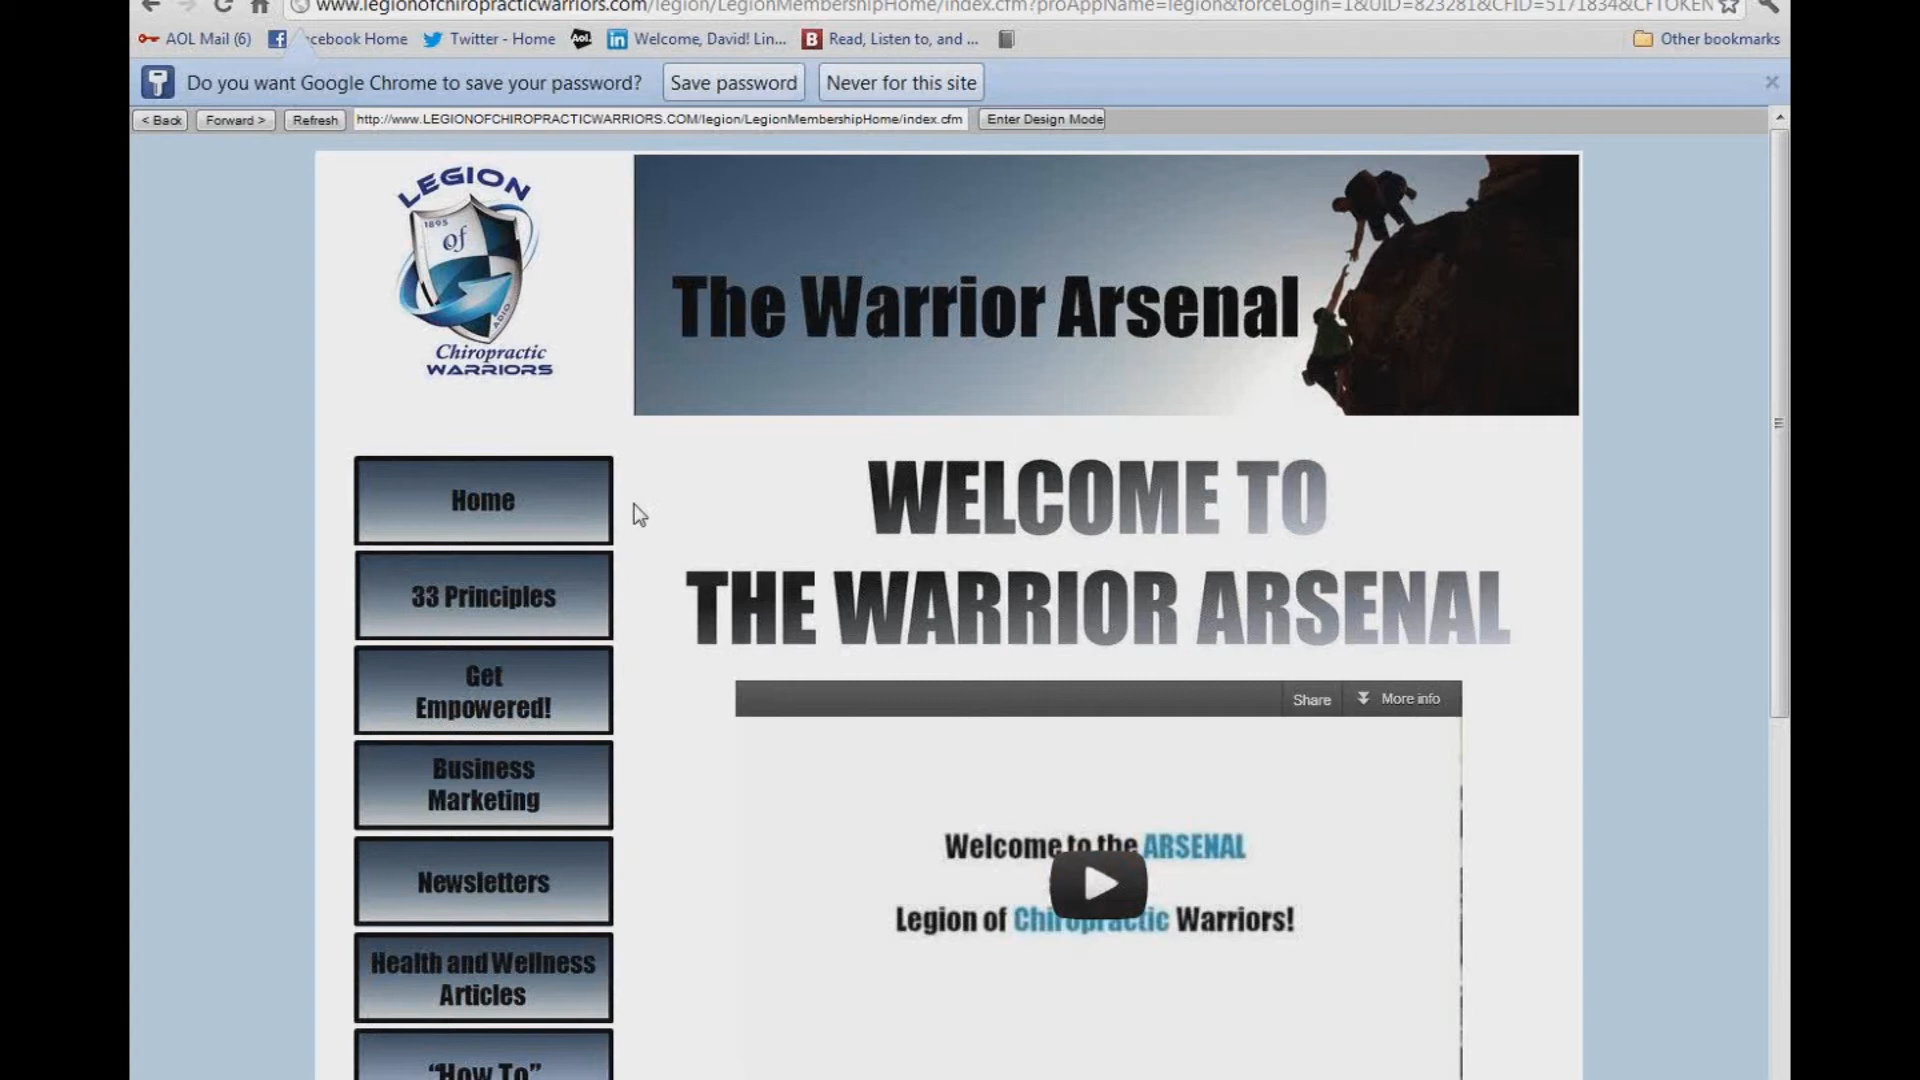 www.legionofchiropracticwarriors.com/legion/LegionMembershipHome/index.cfm?proAppName=legion&forceLogin=1&UID=823281&CFID=5171834&CFTOKEN
AOL Mail (6) cebook Home Twitter - Home Aol. Welcome, David! Lin... Read, Listen to, and ... Other bookmarks
Do you want Google Chrome to save your password? Save password Never for this site
< Back Forward > Refresh http://www.LEGIONOFCHIROPRACTICWARRIORS.COM/legion/LegionMembershipHome/index.cfm Enter Design Mode
LEGION
1895
of
ADIO
Chiropractic
WARRIORS
The Warrior Arsenal
Home
33 Principles
Get
Empowered!
Business
Marketing
Newsletters
Health and Wellness
Articles
"How To"
WELCOME TO
THE WARRIOR ARSENAL
Share More info
Welcome to the ARSENAL
Legion of Chiropractic Warriors!